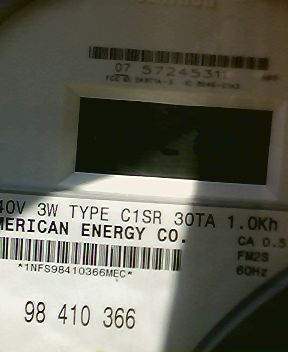 07 57245311
40V 3W TYPE C1SR 30TA 1.0Kh
MERICAN ENERGY CO.
CA 0.5
FM2S
60Hz
*1NFS98410366MEC*
98 410 366